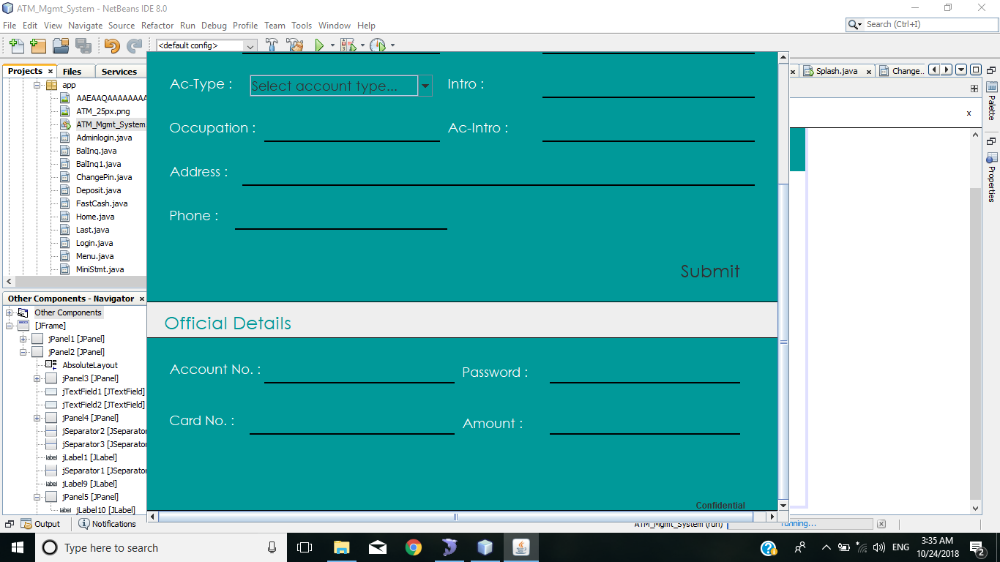 ATM_Mgmt_System - NetBeans IDE 8.0
File Edit View Navigate Source Refactor Run Debug Profile Team Tools Window Help
Search (Ctrl+I)
<default config>
Projects x Files Services
Splash.java x Change...
app
AAEAAQAAAAAAAA
ATM_25px.png
ATM_Mgmt_System.
Adminlogin.java
BalInq.java
BalInq1.java
ChangePin.java
Deposit.java
FastCash.java
Home.java
Last.java
Login.java
Menu.java
MiniStmt.java
Other Components - Navigator x
Other Components
[JFrame]
jPanel1 [JPanel]
jPanel2 [JPanel]
AbsoluteLayout
jPanel3 [JPanel]
jTextField1 [JTextField]
jTextField2 [JTextField]
jPanel4 [JPanel]
jSeparator2 [JSeparator
jSeparator3 [JSeparator
jLabel1 [JLabel]
jSeparator1 [JSeparator
jLabel9 [JLabel]
jPanel5 [JPanel]
jLabel10 [JLabel]
Ac-Type : Select account type... Intro :
Occupation : Ac-Intro :
Address :
Phone :
Submit
Official Details
Account No. : Password :
Card No. : Amount :
Confidential
x
Palette
Properties
Output Notifications
ATM_Mgmt_System (run) running...
Type here to search
ENG
3:35 AM
10/24/2018
2